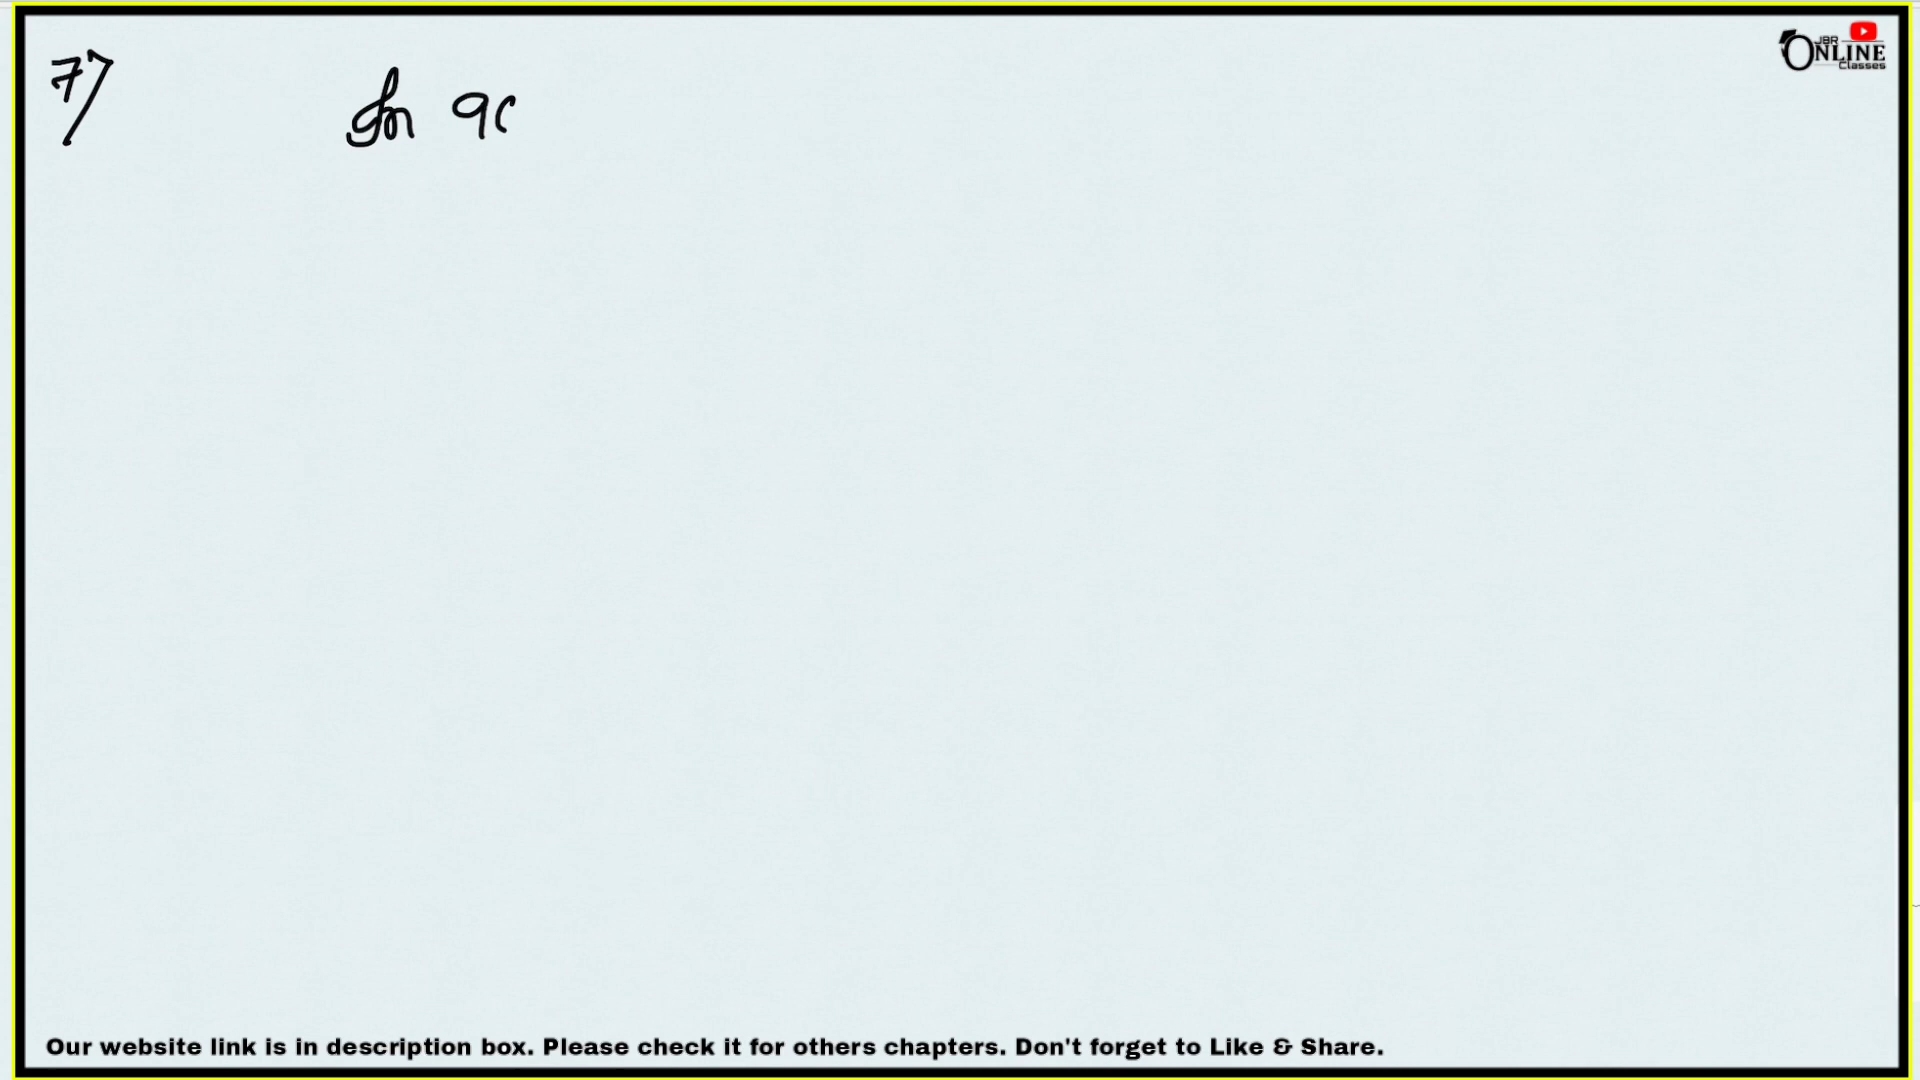 7)
In 9(
JBR
ONLINE
Classes
Our website link is in description box. Please check it for others chapters. Don't forget to Like & Share.